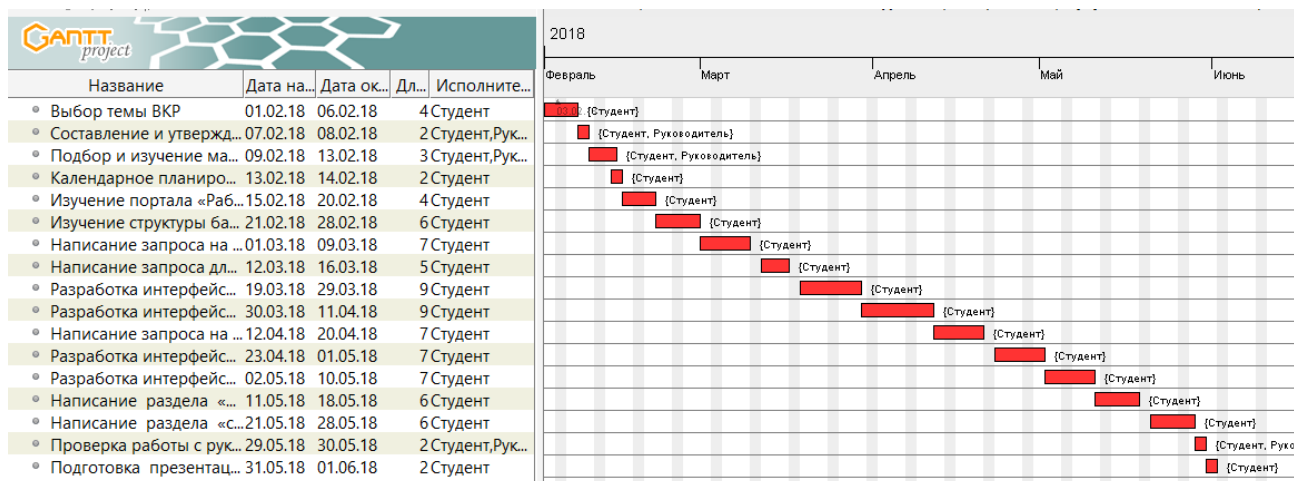 GANTT
project
2018
Февраль Март Апрель Май Июнь
Название Дата на... Дата ок... Дл... Исполните...
Выбор темы ВКР 01.02.18 06.02.18 4 Студент {Студент}
Составление и утвержд... 07.02.18 08.02.18 2 Студент,Рук... {Студент, Руководитель}
Подбор и изучение ма... 09.02.18 13.02.18 3 Студент,Рук... {Студент, Руководитель}
Календарное планиро... 13.02.18 14.02.18 2 Студент {Студент}
Изучение портала «Раб... 15.02.18 20.02.18 4 Студент {Студент}
Изучение структуры ба... 21.02.18 28.02.18 6 Студент {Студент}
Написание запроса на ... 01.03.18 09.03.18 7 Студент {Студент}
Написание запроса дл... 12.03.18 16.03.18 5 Студент {Студент}
Разработка интерфейс... 19.03.18 29.03.18 9 Студент {Студент}
Разработка интерфейс... 30.03.18 11.04.18 9 Студент {Студент}
Написание запроса на ... 12.04.18 20.04.18 7 Студент {Студент}
Разработка интерфейс... 23.04.18 01.05.18 7 Студент {Студент}
Разработка интерфейс... 02.05.18 10.05.18 7 Студент {Студент}
Написание раздела «... 11.05.18 18.05.18 6 Студент {Студент}
Написание раздела «с... 21.05.18 28.05.18 6 Студент {Студент}
Проверка работы с рук... 29.05.18 30.05.18 2 Студент,Рук... {Студент, Руко
Подготовка презентац... 31.05.18 01.06.18 2 Студент {Студент}